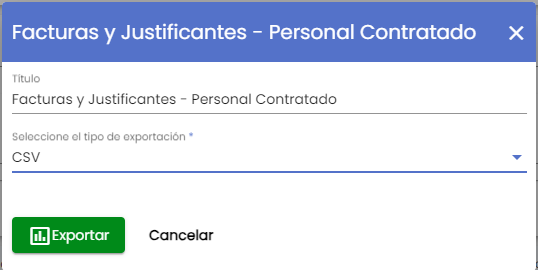 Facturas y Justificantes - Personal Contratado
Título
Facturas y Justificantes - Personal Contratado
Seleccione el tipo de exportación *
CSV
Exportar
Cancelar